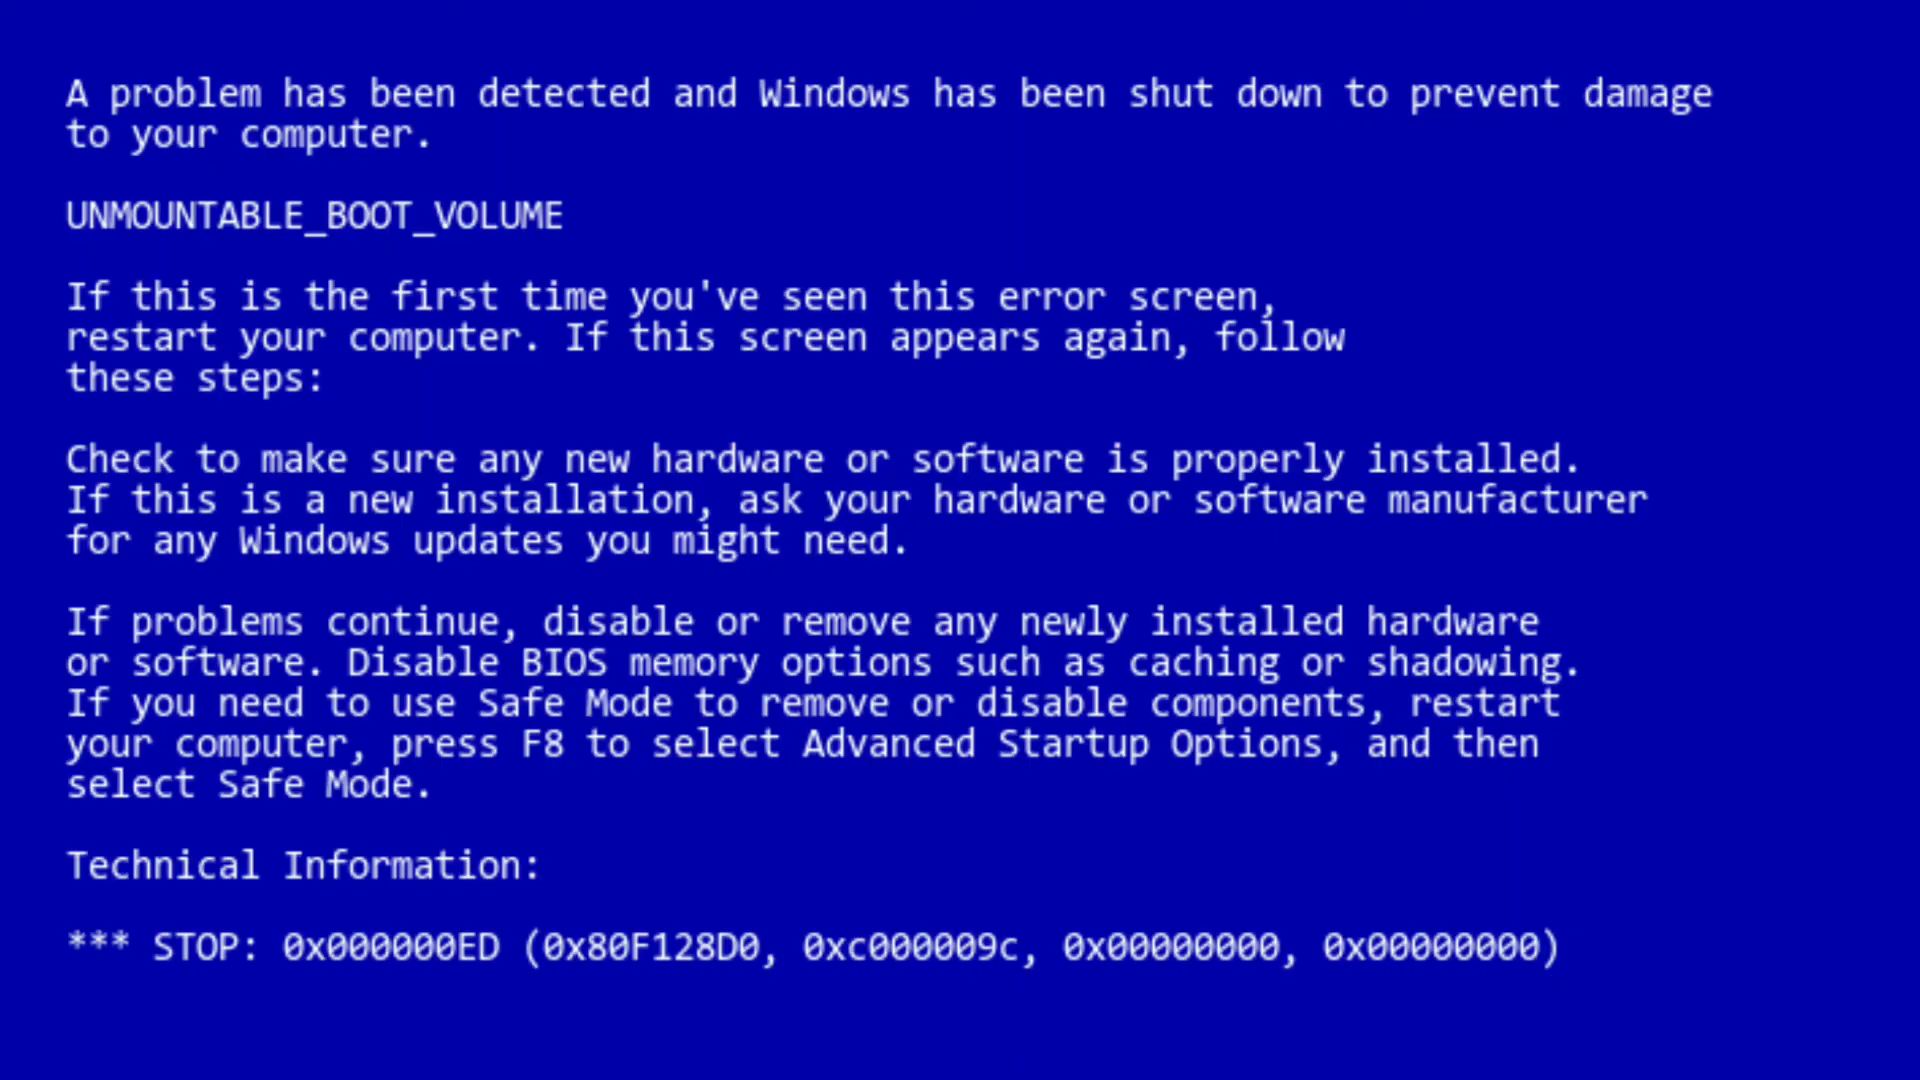 A problem has been detected and Windows has been shut down to prevent damage
to your computer.
UNMOUNTABLE_BOOT_VOLUME
If this is the first time you've seen this error screen,
restart your computer. If this screen appears again, follow
these steps:
Check to make sure any new hardware or software is properly installed.
If this is a new installation, ask your hardware or software manufacturer
for any Windows updates you might need.
If problems continue, disable or remove any newly installed hardware
or software. Disable BIOS memory options such as caching or shadowing.
If you need to use Safe Mode to remove or disable components, restart
your computer, press F8 to select Advanced Startup Options, and then
select Safe Mode.
Technical Information:
*** STOP: 0x000000ED (0x80F128D0, 0xc000009c, 0x00000000, 0x00000000)